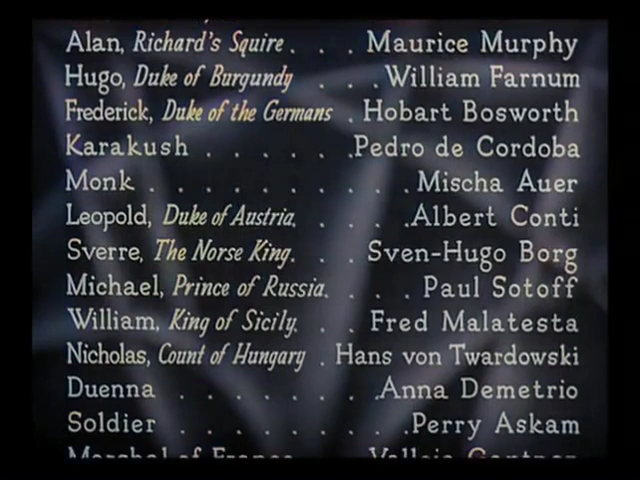 Alan, Richard's Squire . . . Maurice Murphy
Hugo, Duke of Burgundy . . . William Farnum
Frederick, Duke of the Germans . Hobart Bosworth
Karakush . . . . . . Pedro de Cordoba
Monk . . . . . . . . . . Mischa Auer
Leopold, Duke of Austria. . . . . Albert Conti
Sverre, The Norse King. . . Sven-Hugo Borg
Michael, Prince of Russia. . . . Paul Sotoff
William, King of Sicily. . . Fred Malatesta
Nicholas, Count of Hungary . Hans von Twardowski
Duenna . . . . . . . . Anna Demetrio
Soldier . . . . . . . . Perry Askam
Marshal of France